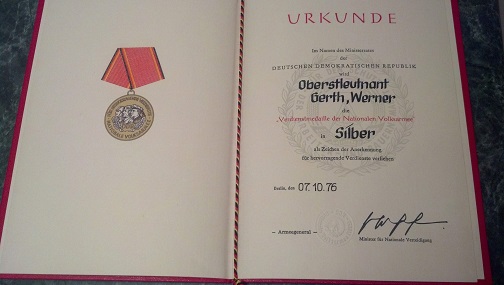 URKUNDE
Im Namen des Ministerrates
der
DEUTSCHEN DEMOKRATISCHEN REPUBLIK
wird
Oberstleutnant
Gerth, Werner
die
„Verdienstmedaille der Nationalen Volksarmee“
in
Silber
als Zeichen der Auszeichnung
für hervorragende Verdienste verliehen
Berlin, den 07.10.76
– Armeegeneral –
Minister für Nationale Verteidigung